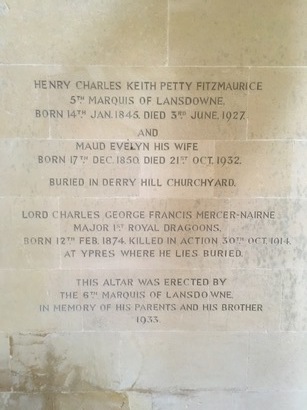 HENRY CHARLES KEITH PETTY FITZMAURICE
5TH MARQUIS OF LANSDOWNE.
BORN 14TH JAN. 1845. DIED 3RD JUNE, 1927
AND
MAUD EVELYN HIS WIFE
BORN 17TH DEC. 1850. DIED 21ST OCT. 1932.
BURIED IN DERRY HILL CHURCHYARD.
LORD CHARLES GEORGE FRANCIS MERCER-NAIRNE
MAJOR 1ST ROYAL DRAGOONS,
BORN 12TH FEB. 1874. KILLED IN ACTION 30TH OCT. 1914.
AT YPRES WHERE HE LIES BURIED.
THIS ALTAR WAS ERECTED BY
THE 6TH MARQUIS OF LANSDOWNE.
IN MEMORY OF HIS PARENTS AND HIS BROTHER
1933.